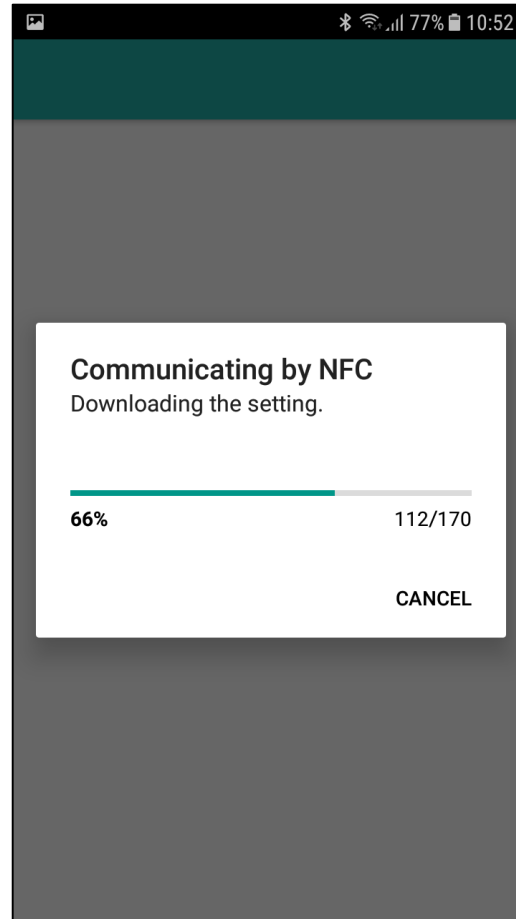 77% 10:52
Communicating by NFC
Downloading the setting.
66% 112/170
CANCEL